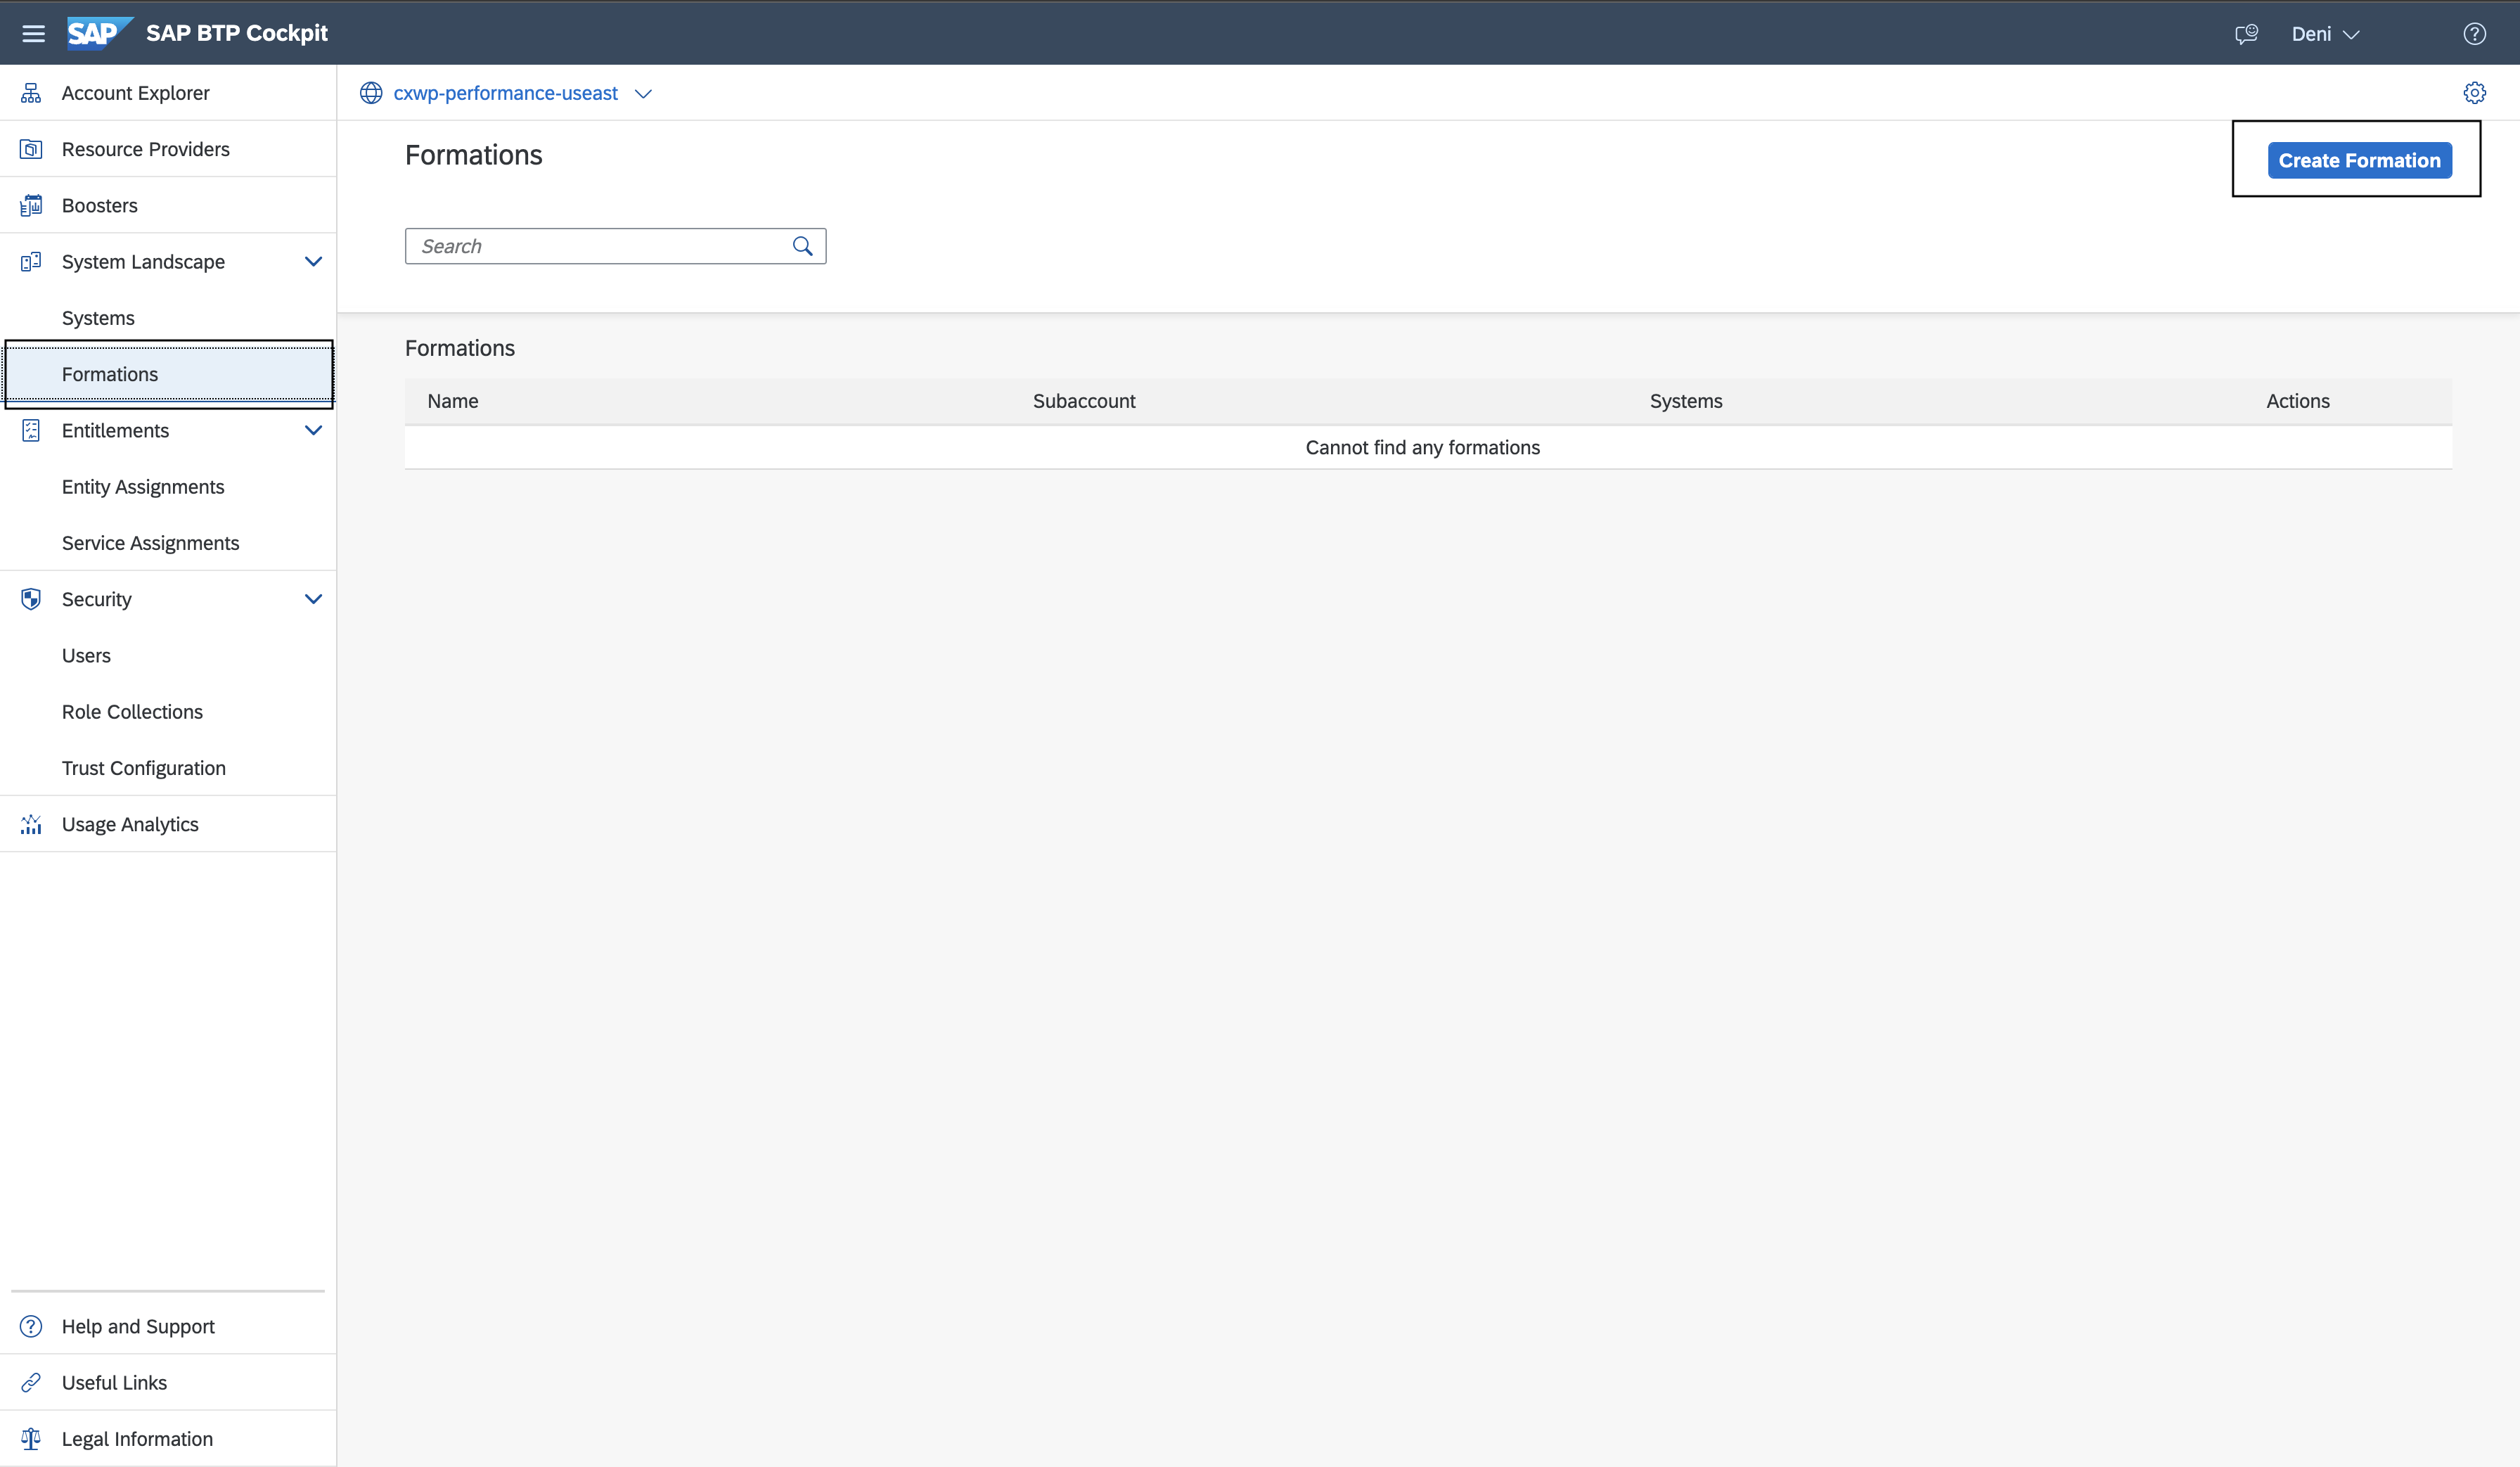 SAP SAP BTP Cockpit
Deni
Account Explorer
Resource Providers
Boosters
System Landscape
Systems
Formations
Entitlements
Entity Assignments
Service Assignments
Security
Users
Role Collections
Trust Configuration
Usage Analytics
Help and Support
Useful Links
Legal Information
cxwp-performance-useast
Formations
Create Formation
Search
Formations
Name Subaccount Systems Actions
Cannot find any formations